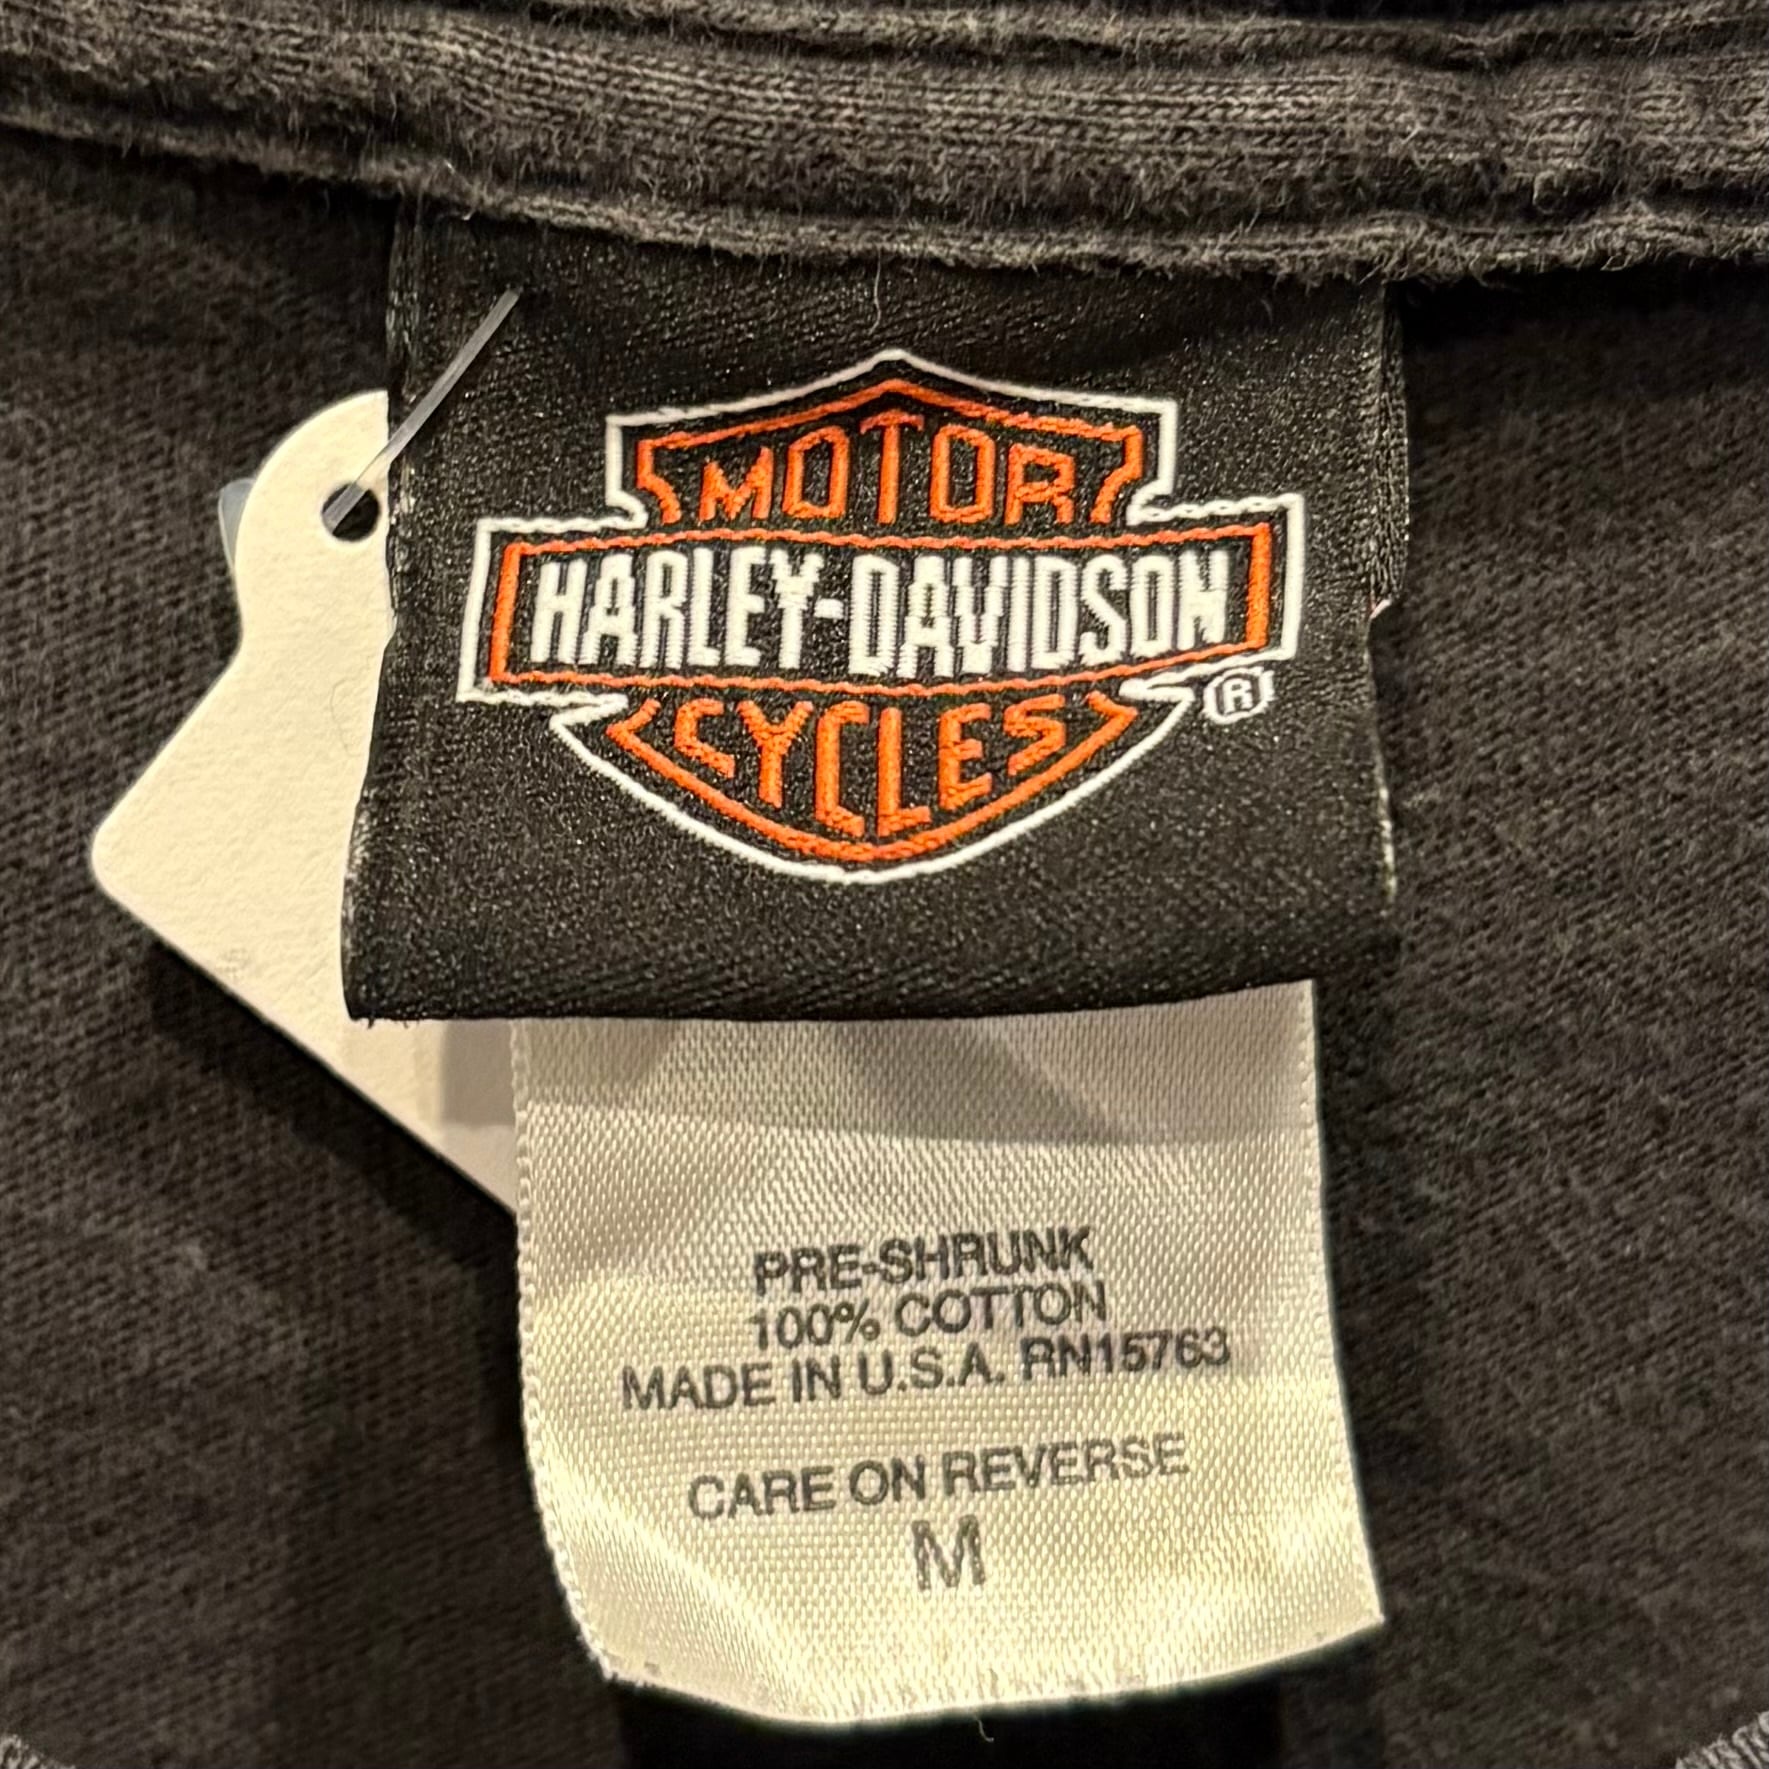 MOTOR
HARLEY-DAVIDSON
®
CYCLES
PRE-SHRUNK
100% COTTON
MADE IN U.S.A. RN15763
CARE ON REVERSE
M